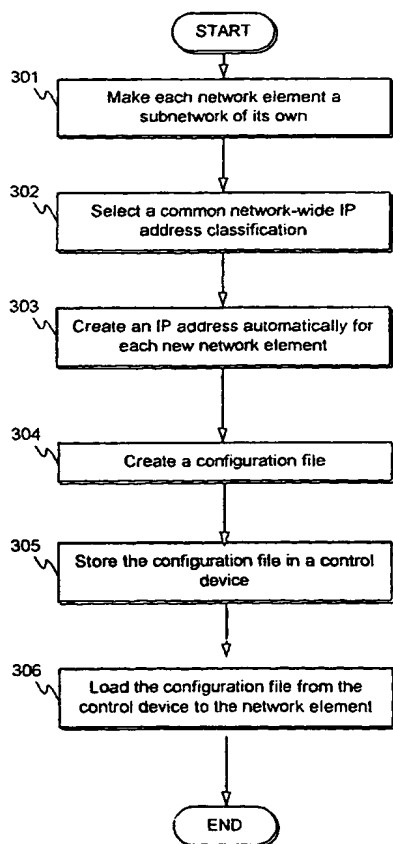 START
301
Make each network element a
subnetwork of its own
302
Select a common network-wide IP
address classification
303
Create an IP address automatically for
each new network element
304
Create a configuration file
305
Store the configuration file in a control
device
306
Load the configuration file from the
control device to the network element
END